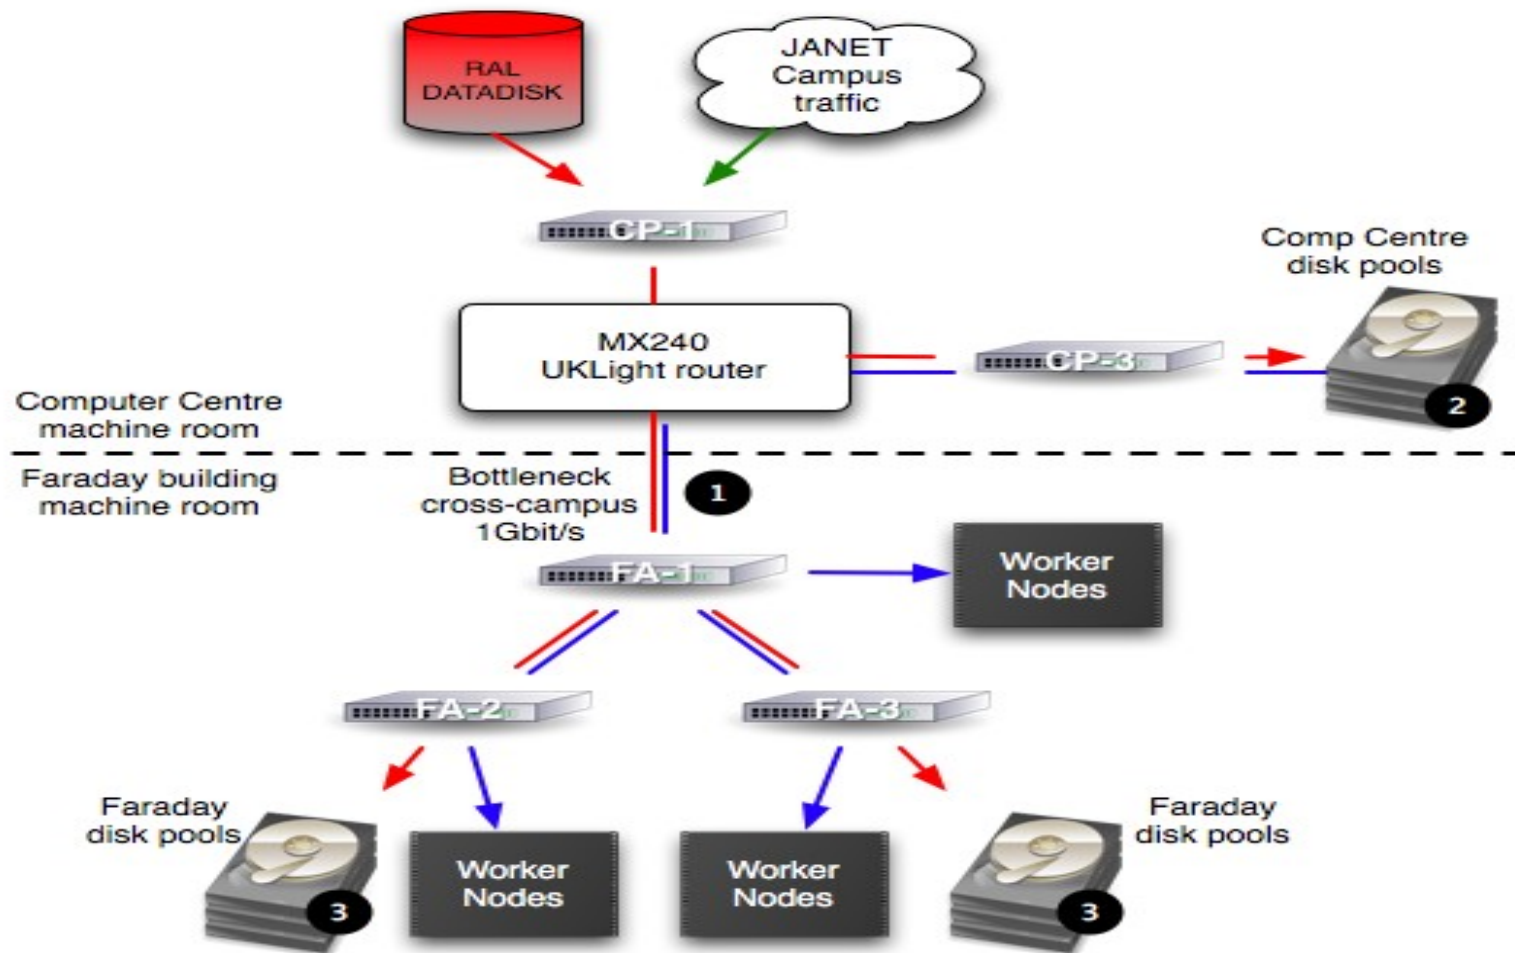 RAL
DATADISK
JANET
Campus
traffic
CP-1
Comp Centre
disk pools
MX240
UKLight router
CP-3
2
Computer Centre
machine room
Faraday building
machine room
Bottleneck
cross-campus
1Gbit/s
1
FA-1
Worker
Nodes
FA-2
FA-3
Faraday
disk pools
3
Worker
Nodes
Worker
Nodes
Faraday
disk pools
3